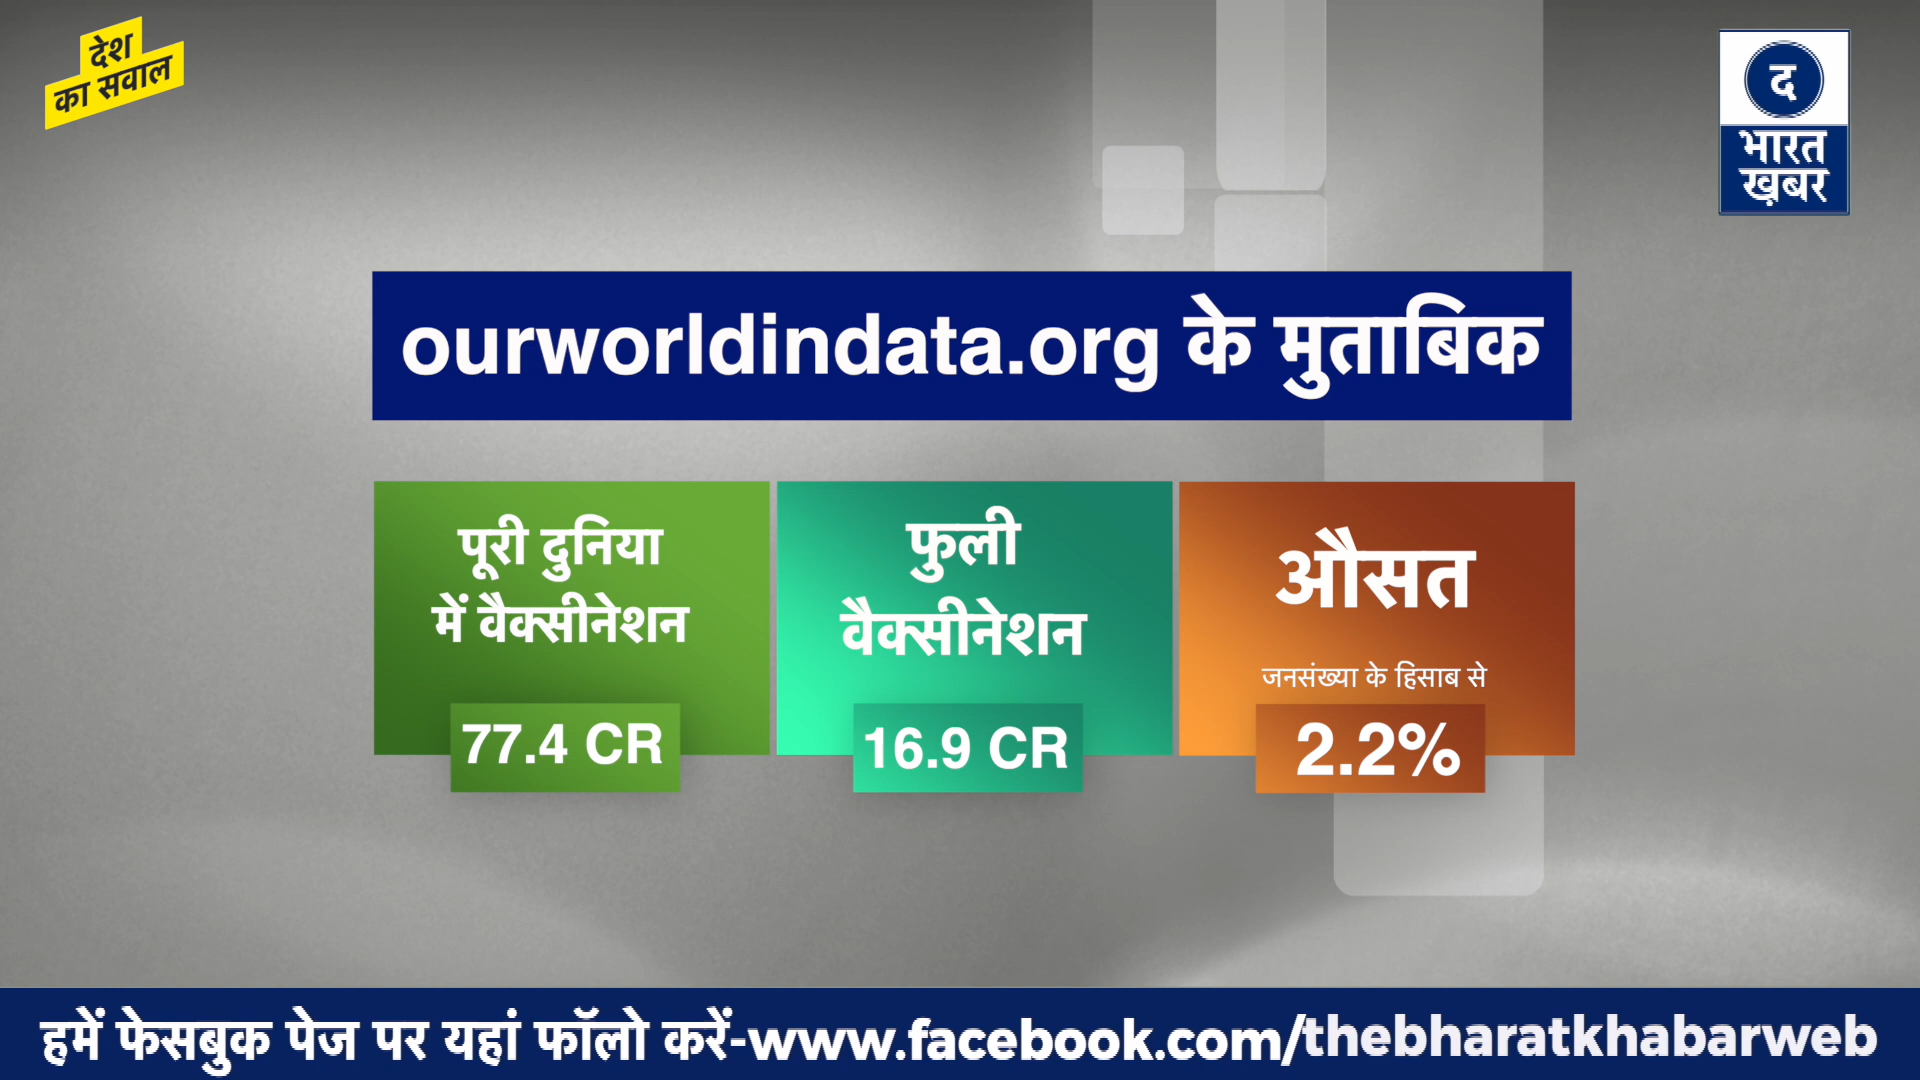 देश
का सवाल
द
भारत
ख़बर
ourworldindata.org के मुताबिक
पूरी दुनिया
में वैक्सीनेशन
77.4 CR
फुली
वैक्सीनेशन
16.9 CR
औसत
जनसंख्या के हिसाब से
2.2%
हमें फेसबुक पेज पर यहां फॉलो करें-www.facebook.com/thebharatkhabarweb